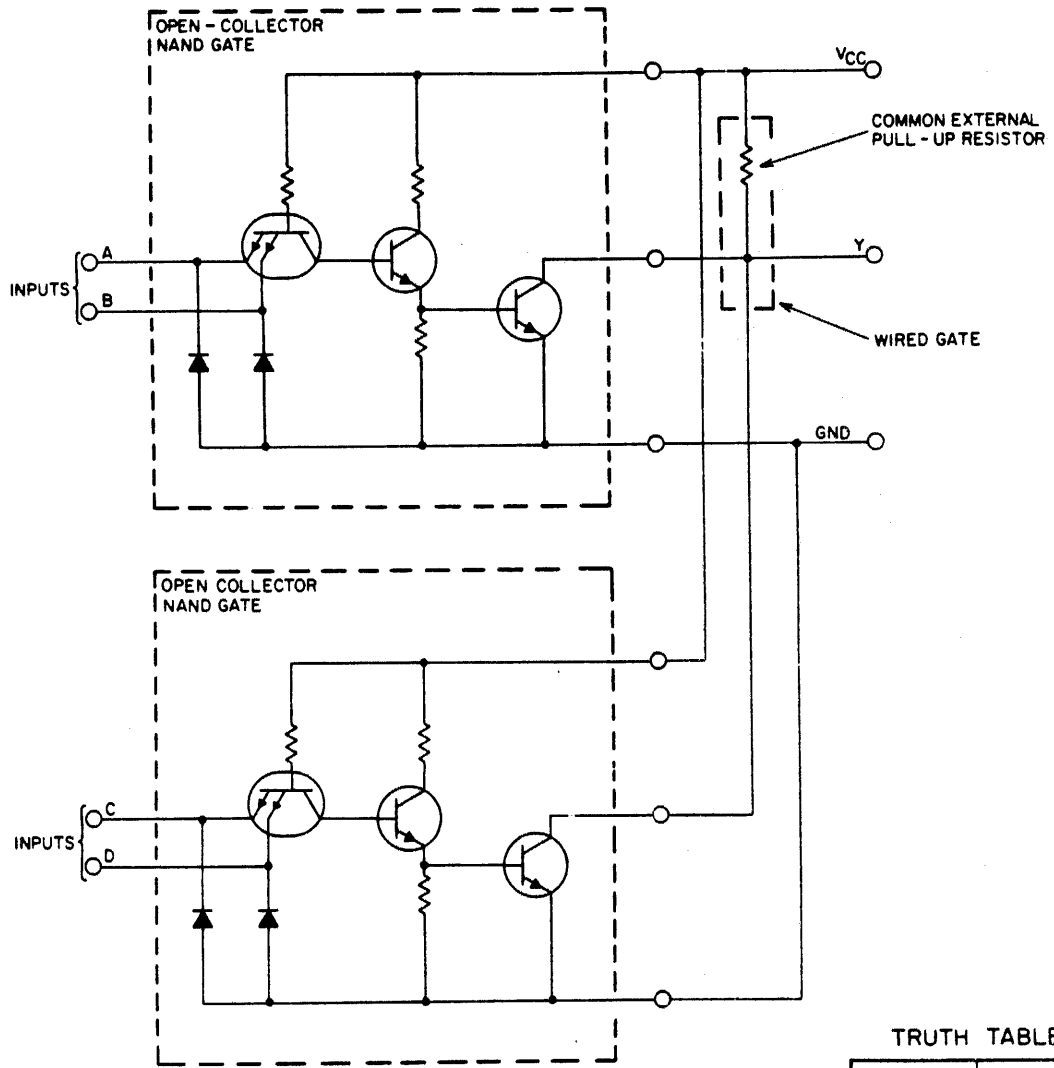 OPEN-COLLECTOR
NAND GATE
VCC
COMMON EXTERNAL
PULL-UP RESISTOR
A
INPUTS
B
Y
WIRED GATE
GND
OPEN COLLECTOR
NAND GATE
C
INPUTS
D
TRUTH TABLE